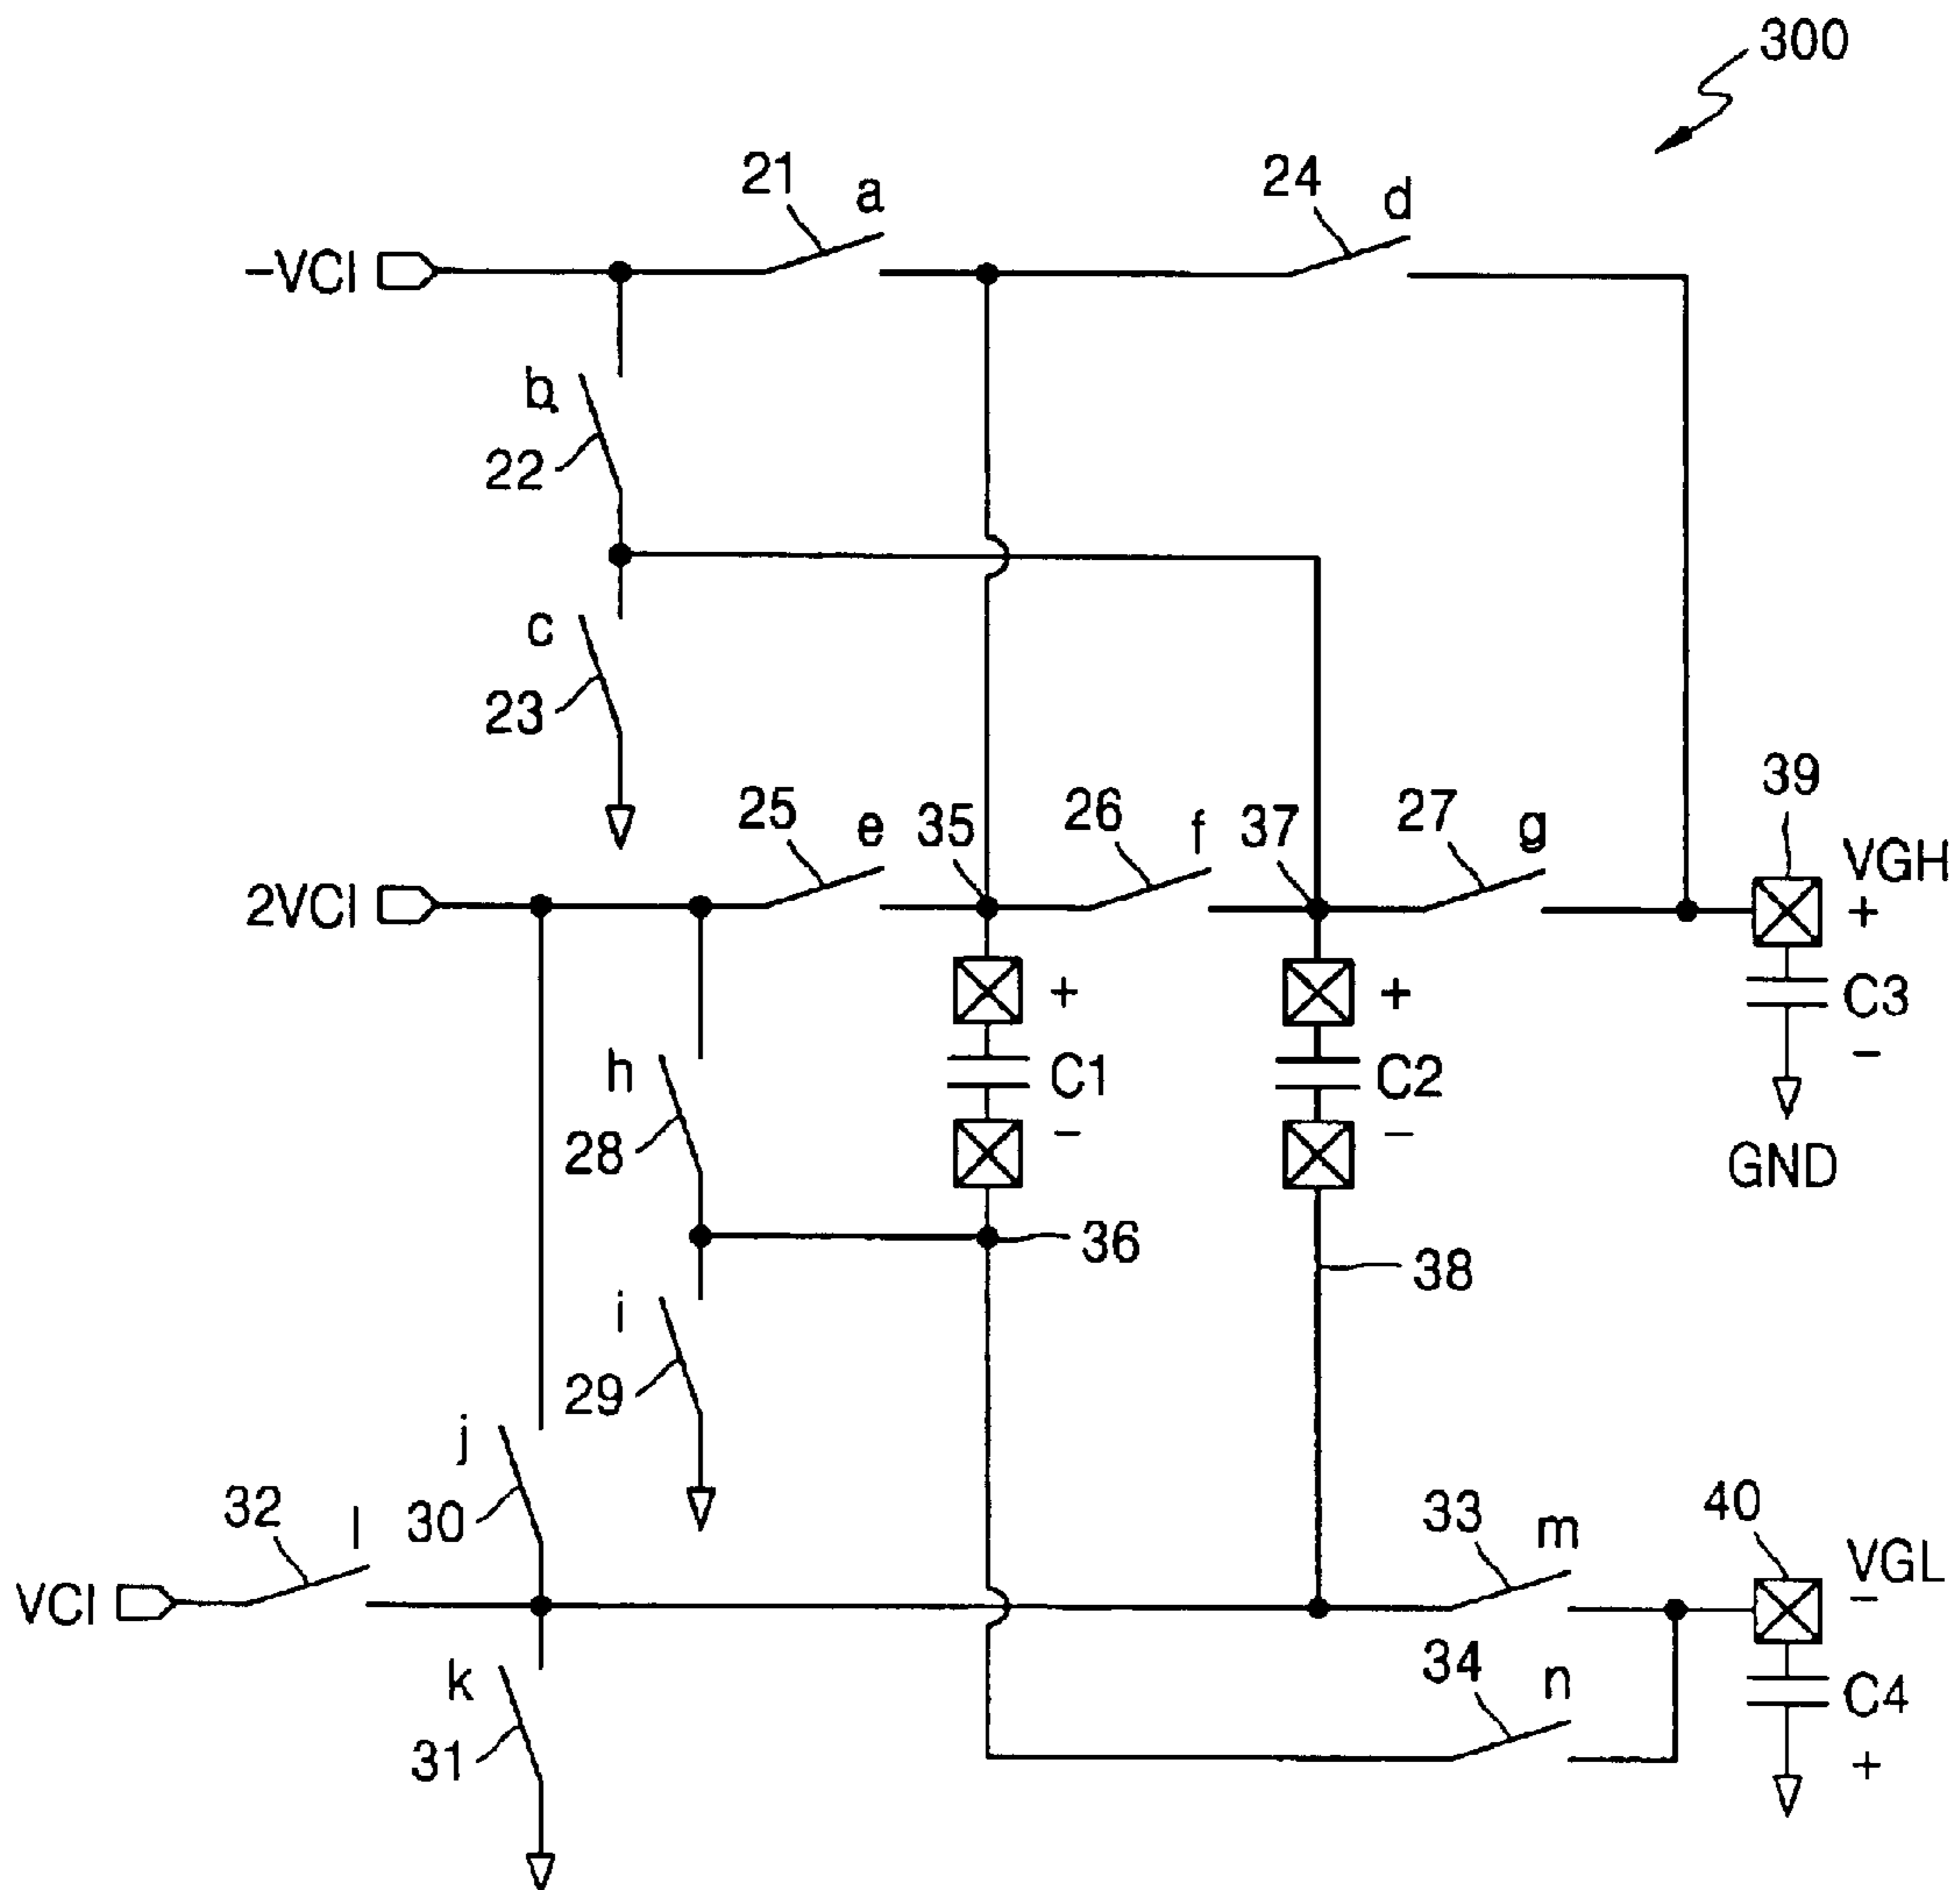 300
21 a
24 d
-VCI
b
22
c
23
25 e
35
26 f
37
27 g
39
VGH
+
2VCI
+
+
C3
-
h
C1
C2
28
-
-
GND
36
38
i
29
j
32 l
30
33 m
40
VGL
-
VCI
k
34 n
C4
31
+